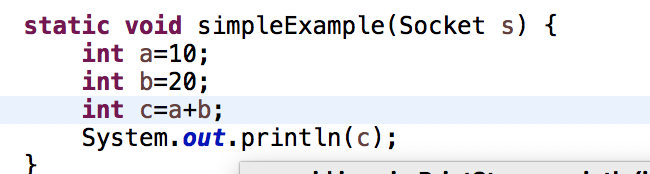 static void simpleExample(Socket s) {
    int a=10;
    int b=20;
    int c=a+b;
    System.out.println(c);
}